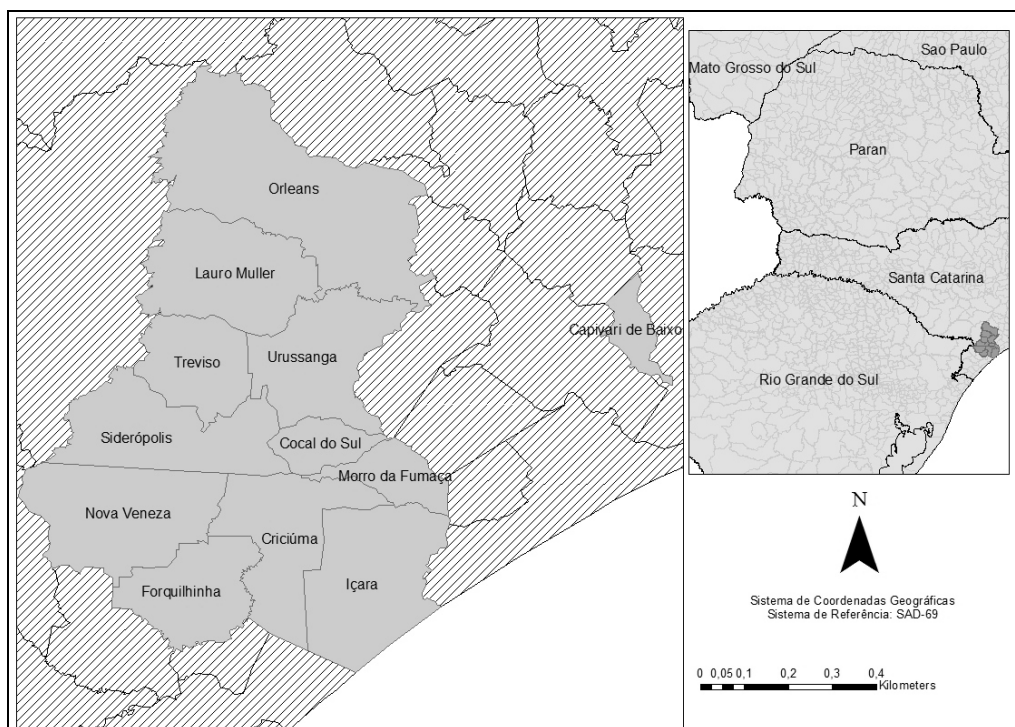 Orleans
Lauro Muller
Capivari de Baixo
Treviso
Urussanga
Siderópolis
Cocal do Sul
Morro da Fumaça
Nova Veneza
Criciúma
Forquilhinha
Içara
Sao Paulo
Mato Grosso do Sul
Paran
Santa Catarina
Rio Grande do Sul
N
Sistema de Coordenadas Geográficas
Sistema de Referência: SAD-69
0 0,05 0,1 0,2 0,3 0,4
Kilometers